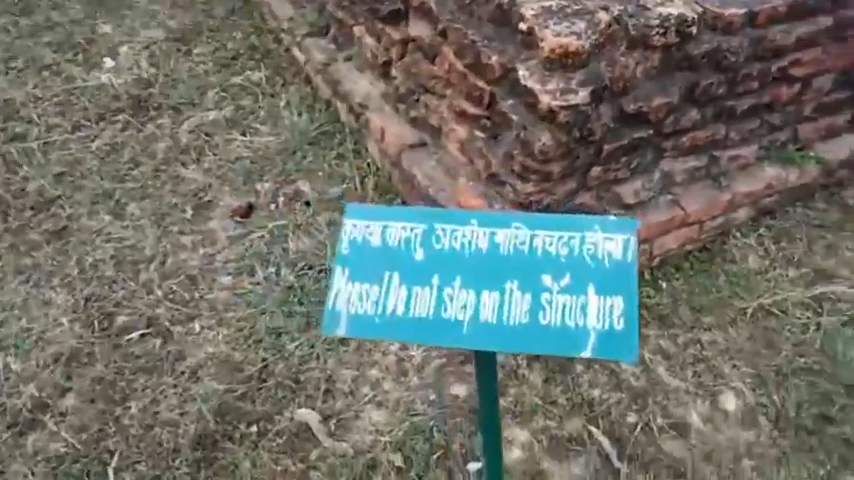 कृपया वास्तु अवशेष माथि नचढ्न होला।
Please! Do not step on the Structure